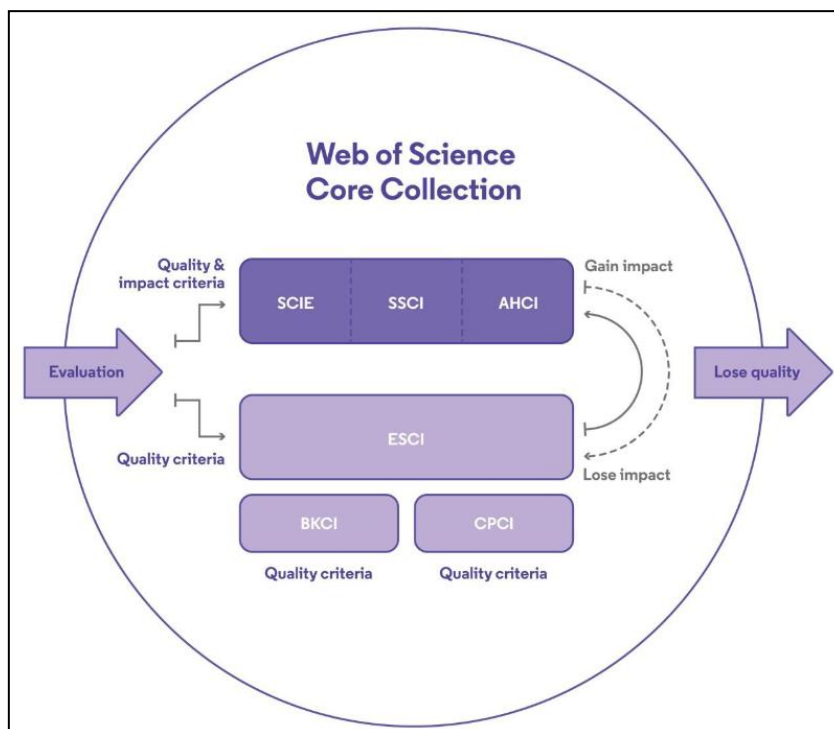 Web of Science
Core Collection
Quality &
impact criteria
SCIE
SSCI
AHCI
Gain impact
Evaluation
Lose quality
Quality criteria
ESCI
Lose impact
BKCI
CPCI
Quality criteria
Quality criteria